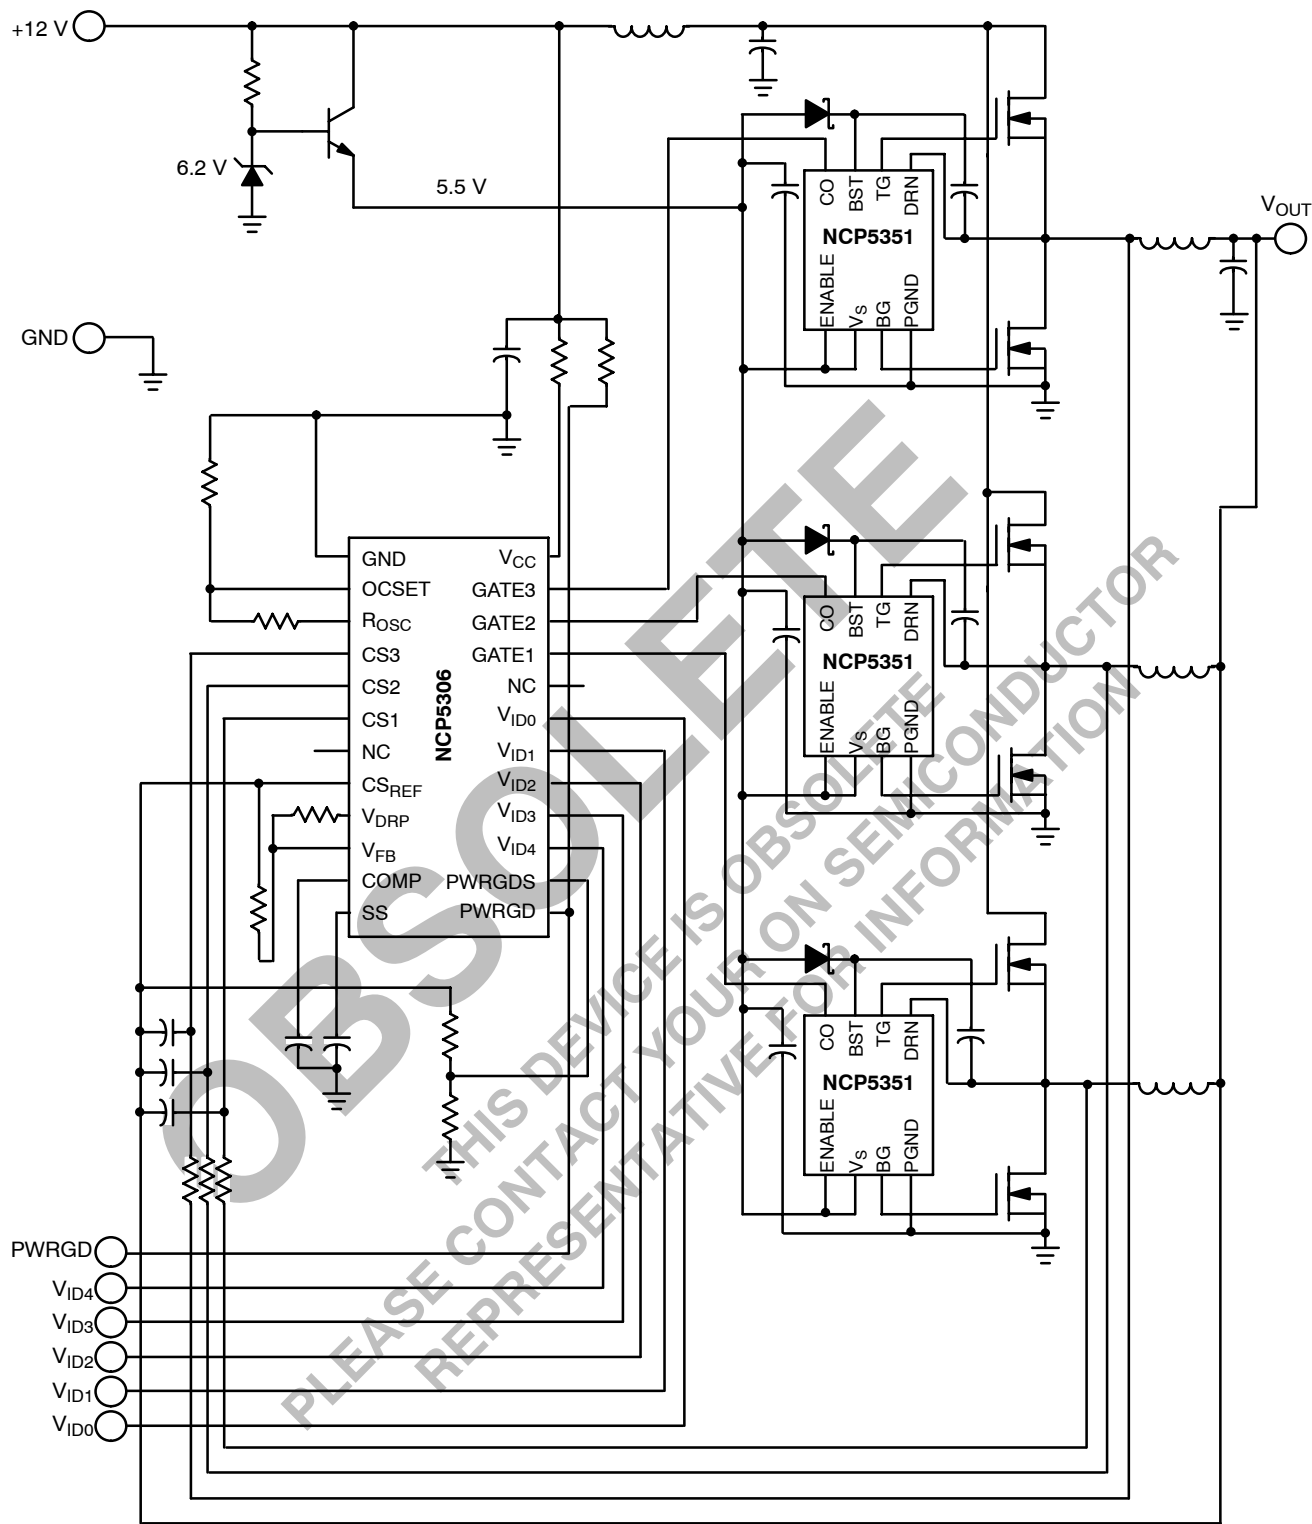 +12 V
6.2 V
5.5 V
GND
V_OUT
CO
BST
TG
DRN
NCP5351
ENABLE
V_S
BG
PGND
GND
OCSET
R_OSC
CS3
CS2
CS1
NC
CS_REF
V_DRP
V_FB
COMP
SS
NCP5306
V_CC
GATE3
GATE2
GATE1
NC
V_ID0
V_ID1
V_ID2
V_ID3
V_ID4
PWRGDS
PWRGD
CO
BST
TG
DRN
NCP5351
ENABLE
V_S
BG
PGND
CO
BST
TG
DRN
NCP5351
ENABLE
V_S
BG
PGND
PWRGD
V_ID4
V_ID3
V_ID2
V_ID1
V_ID0
OBSOLETE
THIS DEVICE IS OBSOLETE
PLEASE CONTACT YOUR ON SEMICONDUCTOR
REPRESENTATIVE FOR INFORMATION